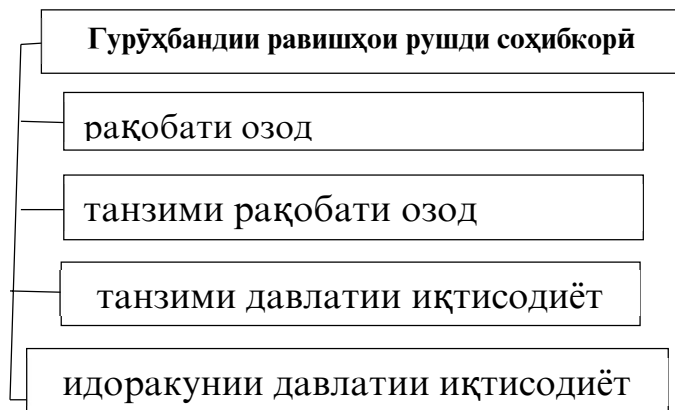 Гурӯҳбандии равишҳои рушди соҳибкорӣ
рақобати озод
танзими рақобати озод
танзими давлатии иқтисодиёт
идоракунии давлатии иқтисодиёт